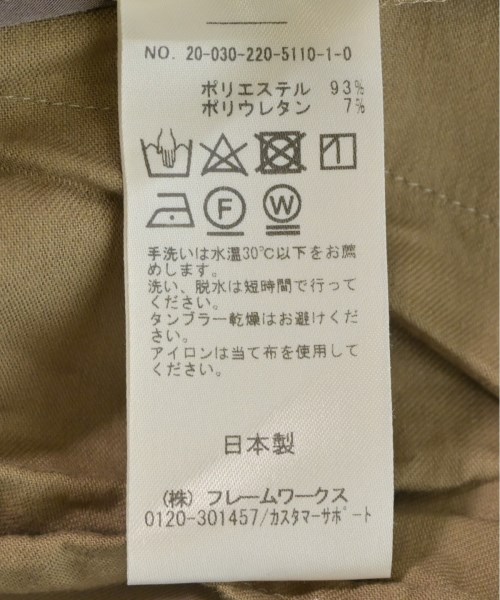 NO. 20-030-220-5110-1-0
ポリエステル 93%
ポリウレタン 7%
F W
手洗いは水温30℃以下をお薦
めします。
洗い、脱水は短時間で行って
ください。
タンブラー乾燥はお避けくだ
さい。
アイロンは当て布を使用して
ください。
日本製
(株) フレームワークス
0120-301457/ｶｽﾀﾏｰｻﾎﾟｰﾄ